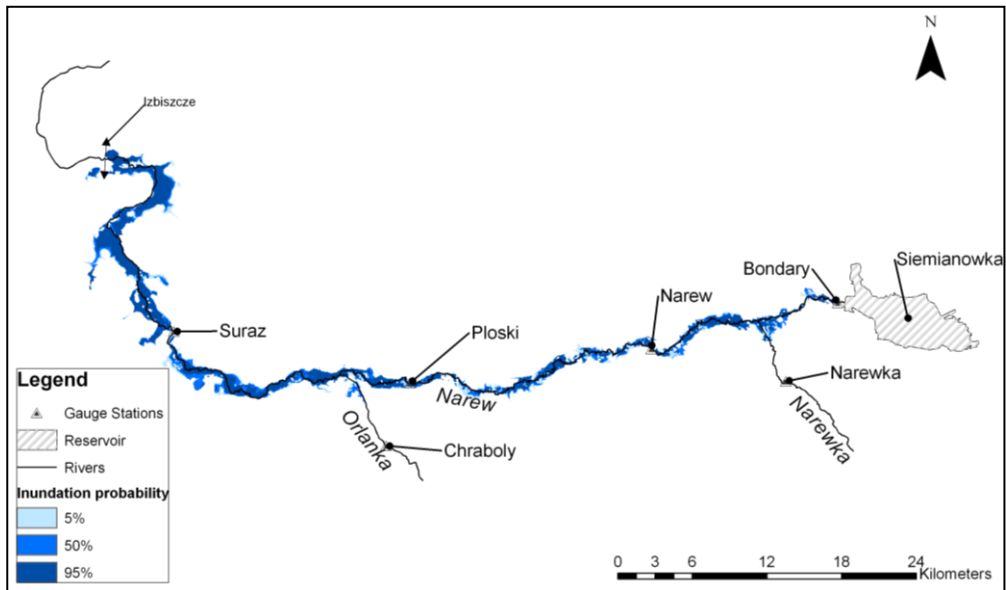 N
Izbiszcze
Siemianowka
Bondary
Narew
Suraz
Ploski
Narewka
Narew
Narewka
Orlanka
Chraboly
Legend
Gauge Stations
Reservoir
Rivers
Inundation probability
5%
50%
95%
0 3 6 12 18 24
Kilometers